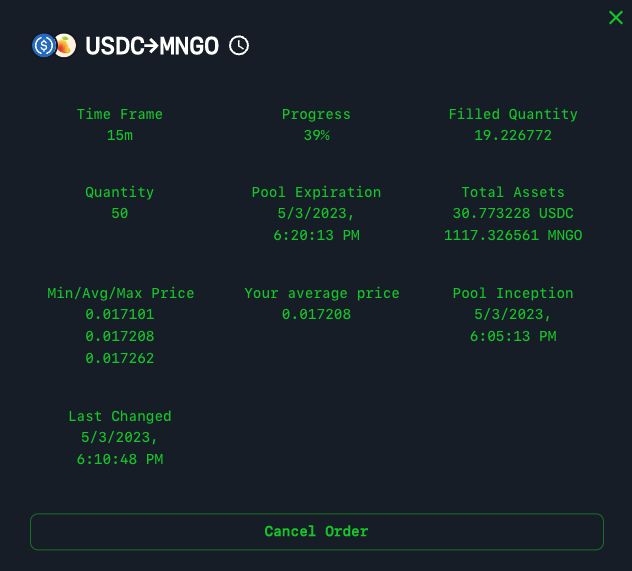 USDC→MNGO
Time Frame
15m
Progress
39%
Filled Quantity
19.226772
Quantity
50
Pool Expiration
5/3/2023,
6:20:13 PM
Total Assets
30.773228 USDC
1117.326561 MNGO
Min/Avg/Max Price
0.017101
0.017208
0.017262
Your average price
0.017208
Pool Inception
5/3/2023,
6:05:13 PM
Last Changed
5/3/2023,
6:10:48 PM
Cancel Order